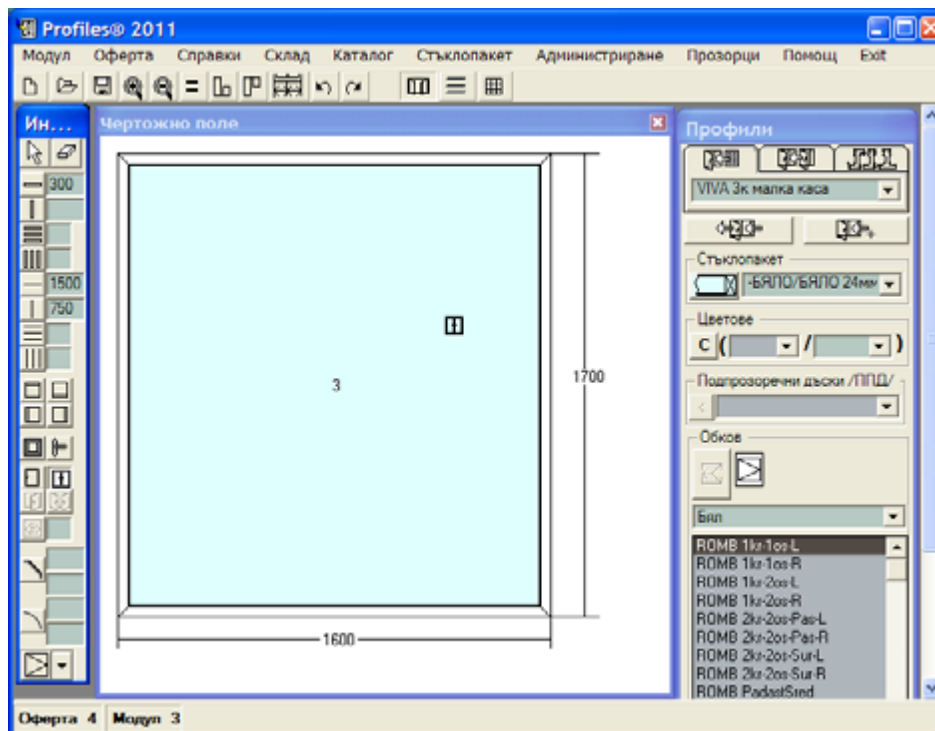 Profiles® 2011
Модул Оферта Справки Склад Каталог Стъклопакет Администриране Прозорци Помощ Exit
Ин...
300
1500
750
Чертожно поле
3
1700
1600
Профили
VIVA 3к малка каса
Стъклопакет
-БЯЛО/БЯЛО 24мм
Цветове
C ( / )
Подпрозоречни дъски /ППД/
<
Обков
Бял
ROMB 1kr-1os-L
ROMB 1kr-1os-R
ROMB 1kr-2os-L
ROMB 1kr-2os-R
ROMB 2kr-2os-Pas-L
ROMB 2kr-2os-Pas-R
ROMB 2kr-2os-Sur-L
ROMB 2kr-2os-Sur-R
ROMB PadastSred
Оферта 4 Модул 3